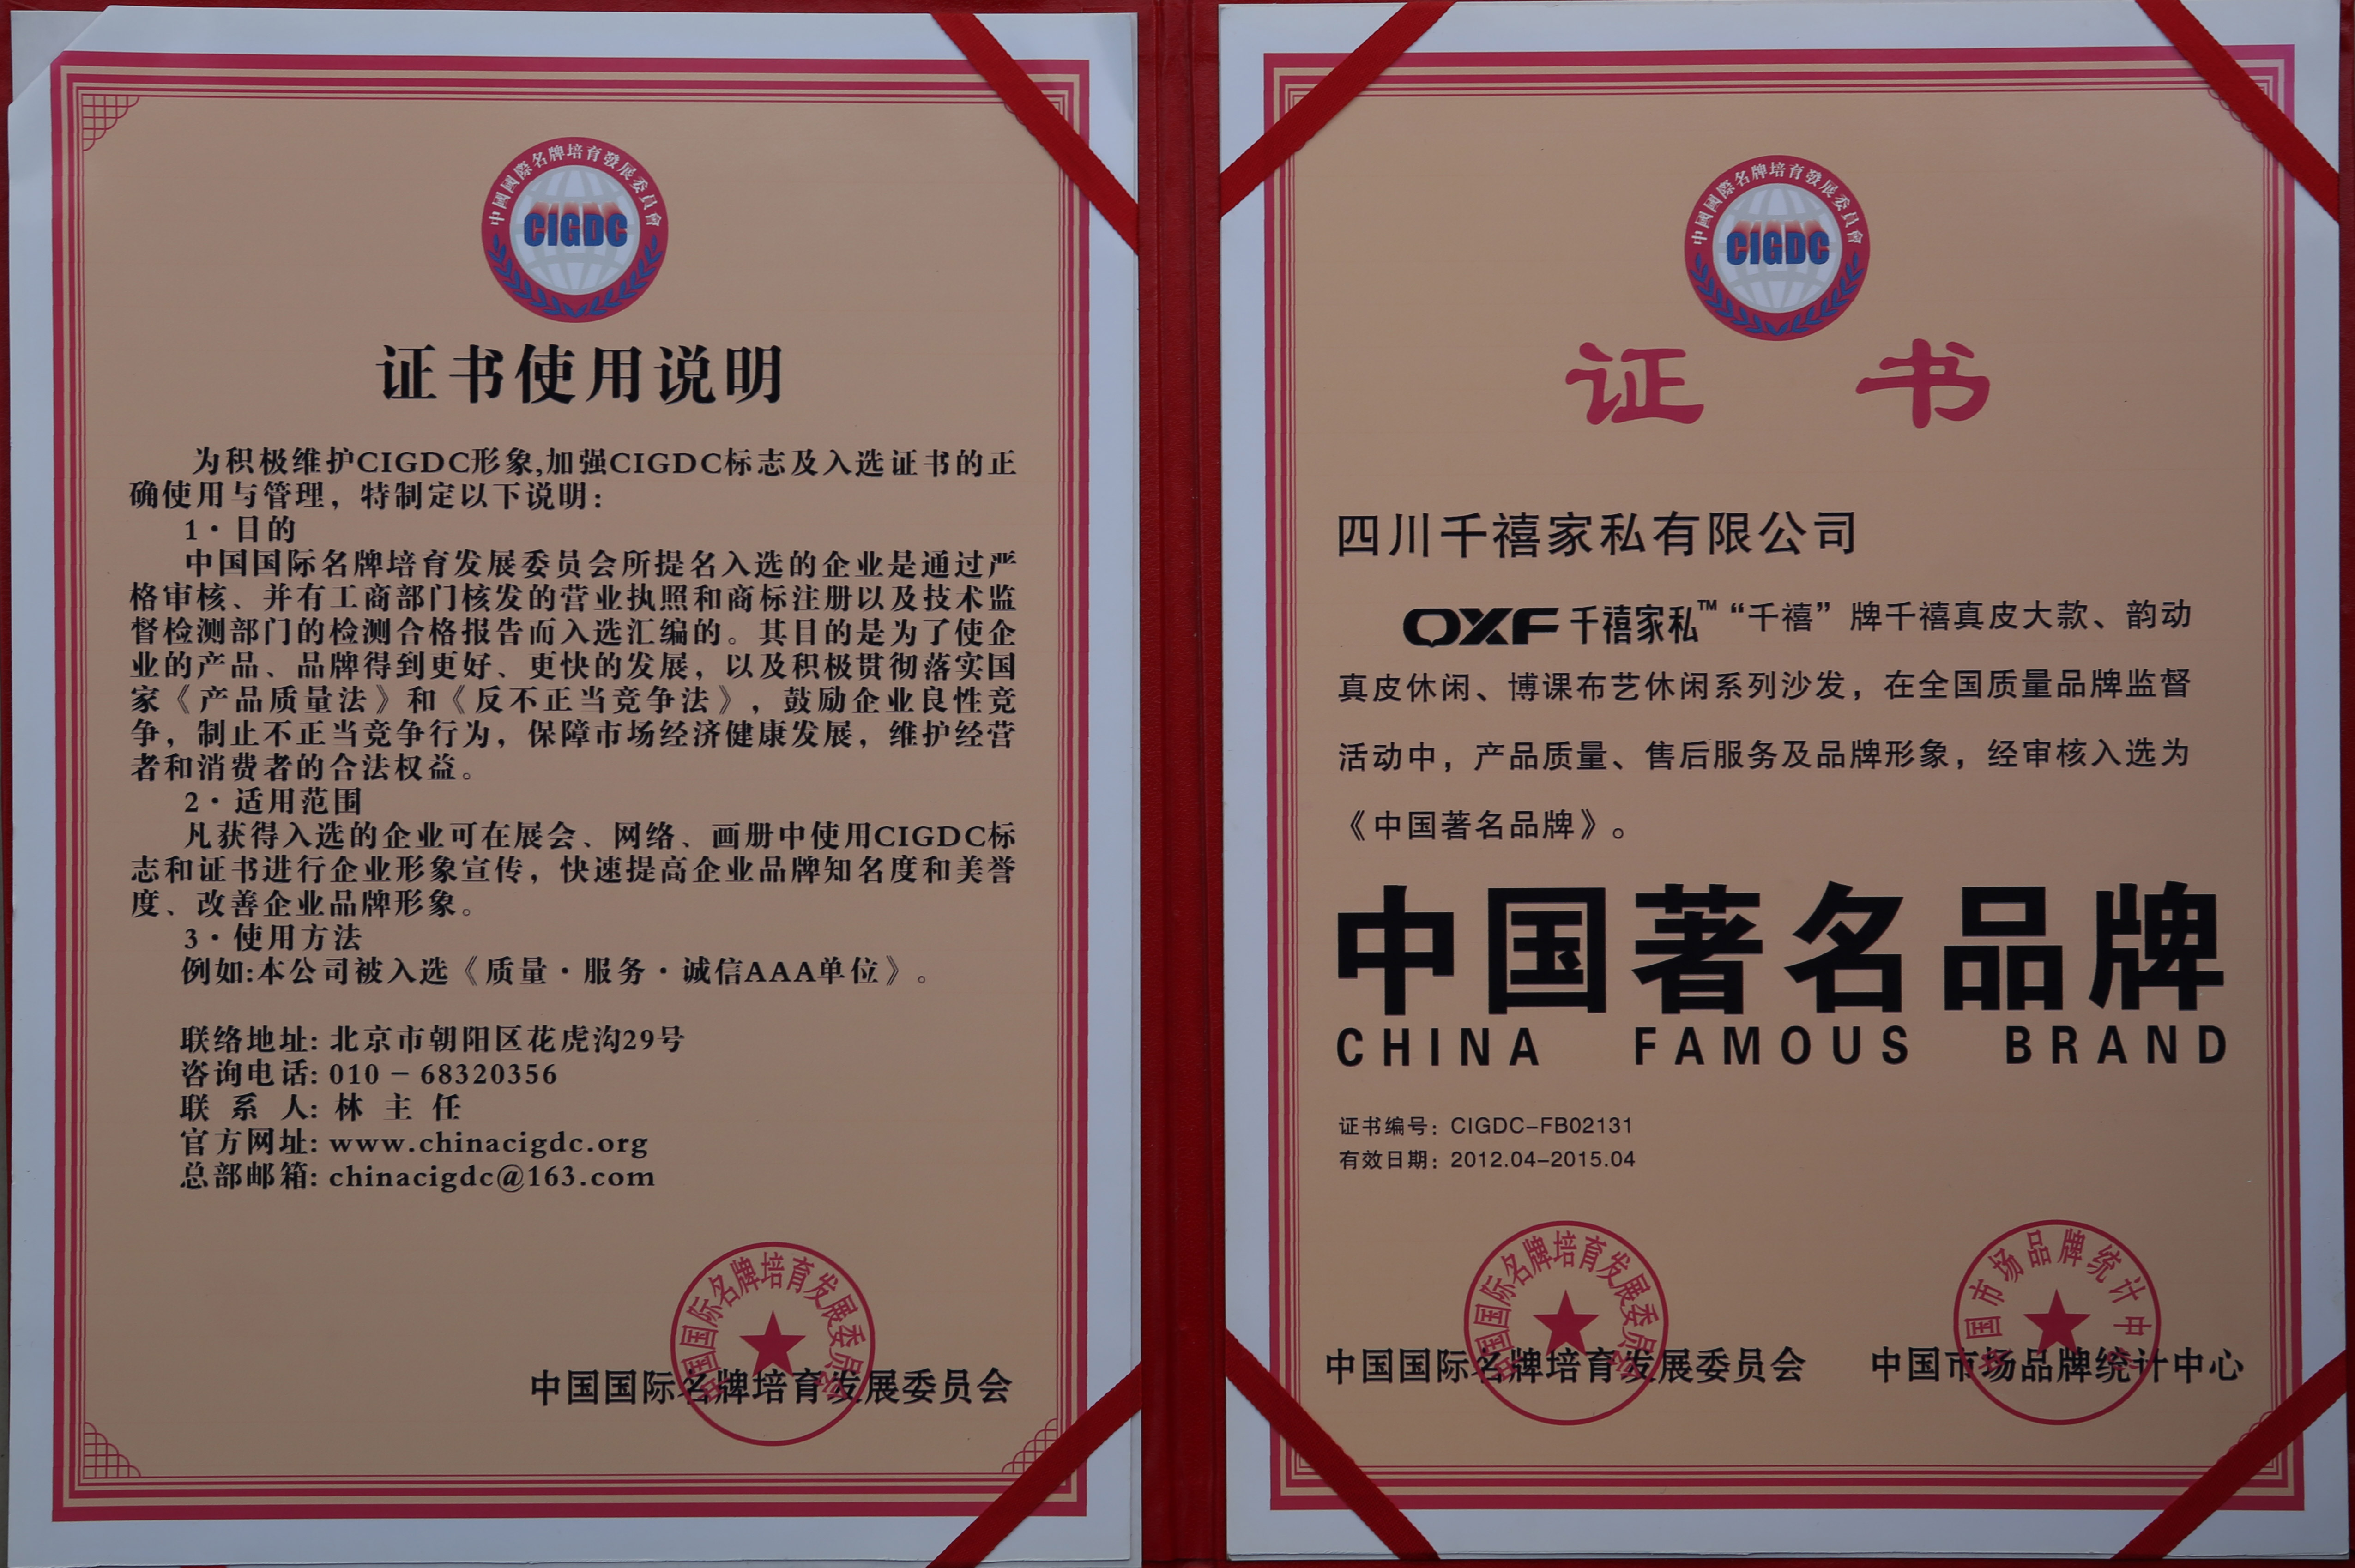 中國國際名牌培育發展委員會
CIGDC
证书使用说明
为积极维护CIGDC形象,加强CIGDC标志及入选证书的正
确使用与管理，特制定以下说明：
1·目的
中国国际名牌培育发展委员会所提名入选的企业是通过严
格审核、并有工商部门核发的营业执照和商标注册以及技术监
督检测部门的检测合格报告而入选汇编的。其目的是为了使企
业的产品、品牌得到更好、更快的发展，以及积极贯彻落实国
家《产品质量法》和《反不正当竞争法》，鼓励企业良性竞
争，制止不正当竞争行为，保障市场经济健康发展，维护经营
者和消费者的合法权益。
2·适用范围
凡获得入选的企业可在展会、网络、画册中使用CIGDC标
志和证书进行企业形象宣传，快速提高企业品牌知名度和美誉
度、改善企业品牌形象。
3·使用方法
例如:本公司被入选《质量·服务·诚信AAA单位》。
联络地址: 北京市朝阳区花虎沟29号
咨询电话: 010－68320356
联 系 人: 林 主 任
官方网址: www.chinacigdc.org
总部邮箱: chinacigdc@163.com
中国国际名牌培育发展委员会
中国国际名牌培育发展委员会
中國國際名牌培育發展委員會
CIGDC
证 书
四川千禧家私有限公司
QXF 千禧家私™“千禧”牌千禧真皮大款、韵动
真皮休闲、博课布艺休闲系列沙发，在全国质量品牌监督
活动中，产品质量、售后服务及品牌形象，经审核入选为
《中国著名品牌》。
中国著名品牌
CHINA FAMOUS BRAND
证书编号：CIGDC-FB02131
有效日期：2012.04-2015.04
中国国际名牌培育发展委员会
中国国际名牌培育发展委员会
中国市场品牌统计中心
中国市场品牌统计中心